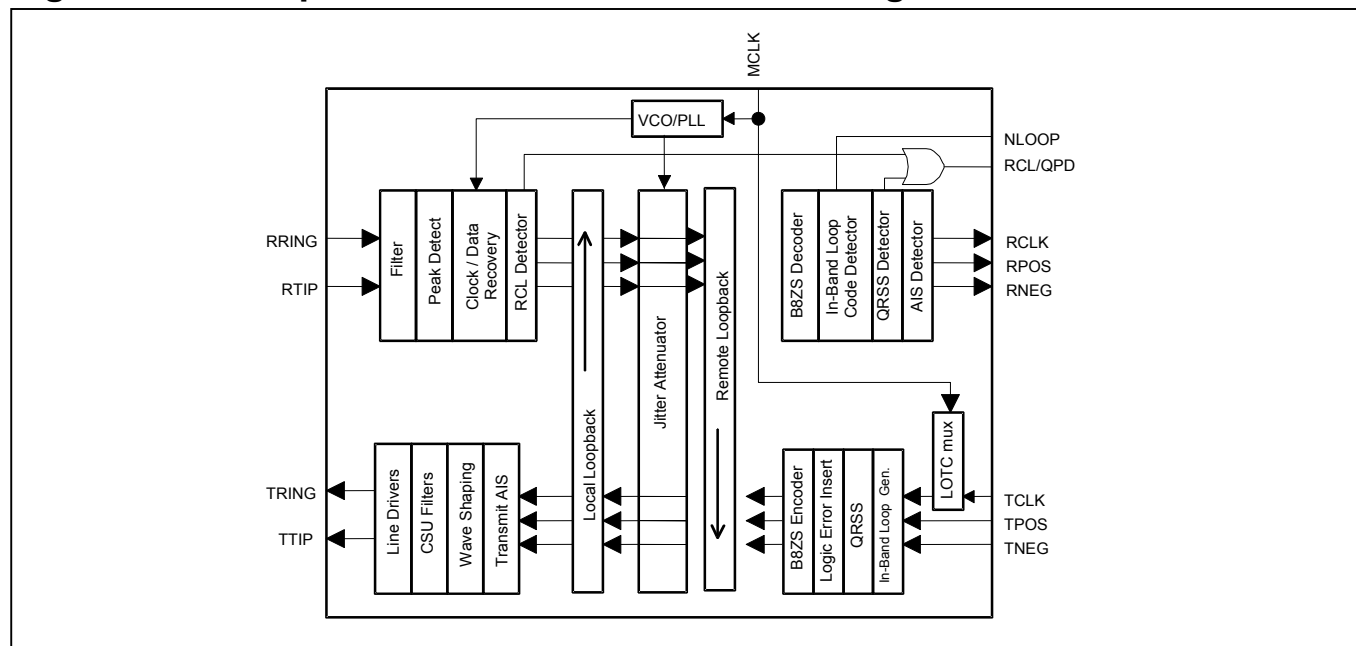 MCLK
VCO/PLL
NLOOP
RCL/QPD
RRING
RTIP
Filter
Peak Detect
Clock / Data
Recovery
RCL Detector
Local Loopback
Jitter Attenuator
Remote Loopback
B8ZS Decoder
In-Band Loop
Code Detector
QRSS Detector
AIS Detector
RCLK
RPOS
RNEG
TRING
TTIP
Line Drivers
CSU Filters
Wave Shaping
Transmit AIS
B8ZS Encoder
Logic Error Insert
QRSS
In-Band Loop Gen.
LOTC mux
TCLK
TPOS
TNEG